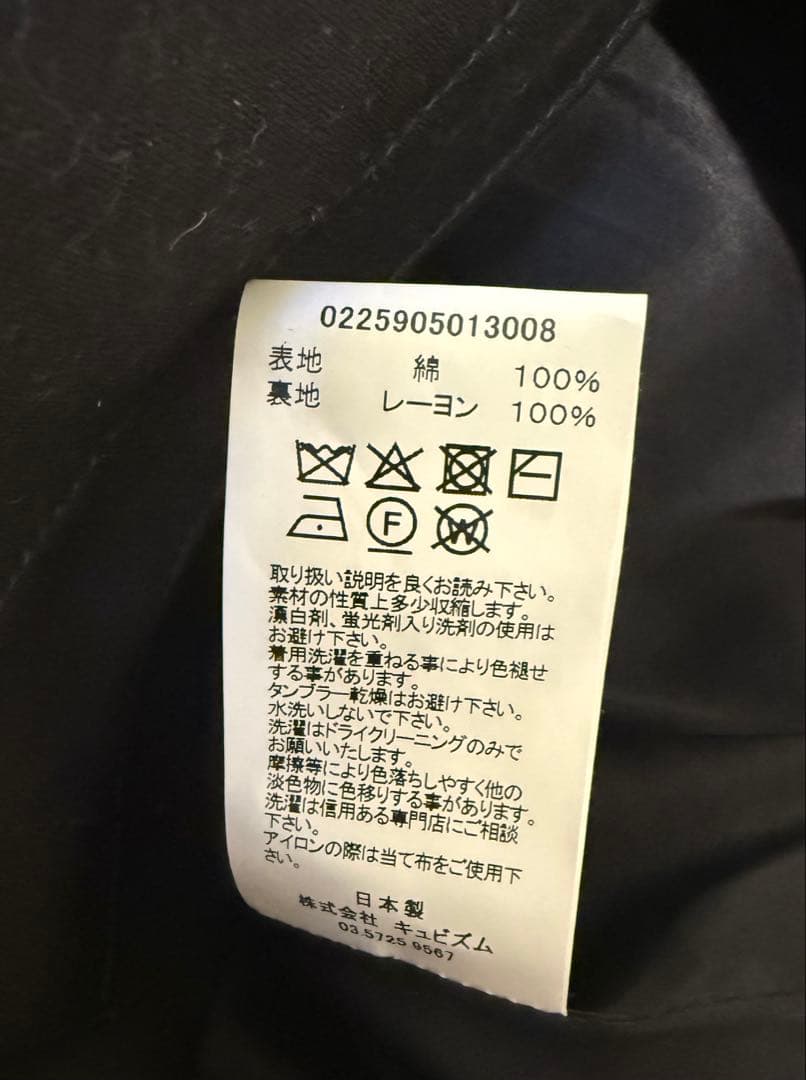 0225905013008
表地 綿 100%
裏地 レーヨン 100%
F
W
取り扱い説明を良くお読み下さい。
素材の性質上多少収縮します。
漂白剤、蛍光剤入り洗剤の使用は
お避け下さい。
着用洗濯を重ねる事により色褪せ
する事があります。
タンブラー乾燥はお避け下さい。
水洗いしないで下さい。
洗濯はドライクリーニングのみで
お願いいたします。
摩擦等により色落ちしやすく他の
淡色物に色移りする事があります。
洗濯は信用ある専門店にご相談
下さい。
アイロンの際は当て布をご使用下
さい。
日本製
株式会社 キュビズム
03.5725 9567